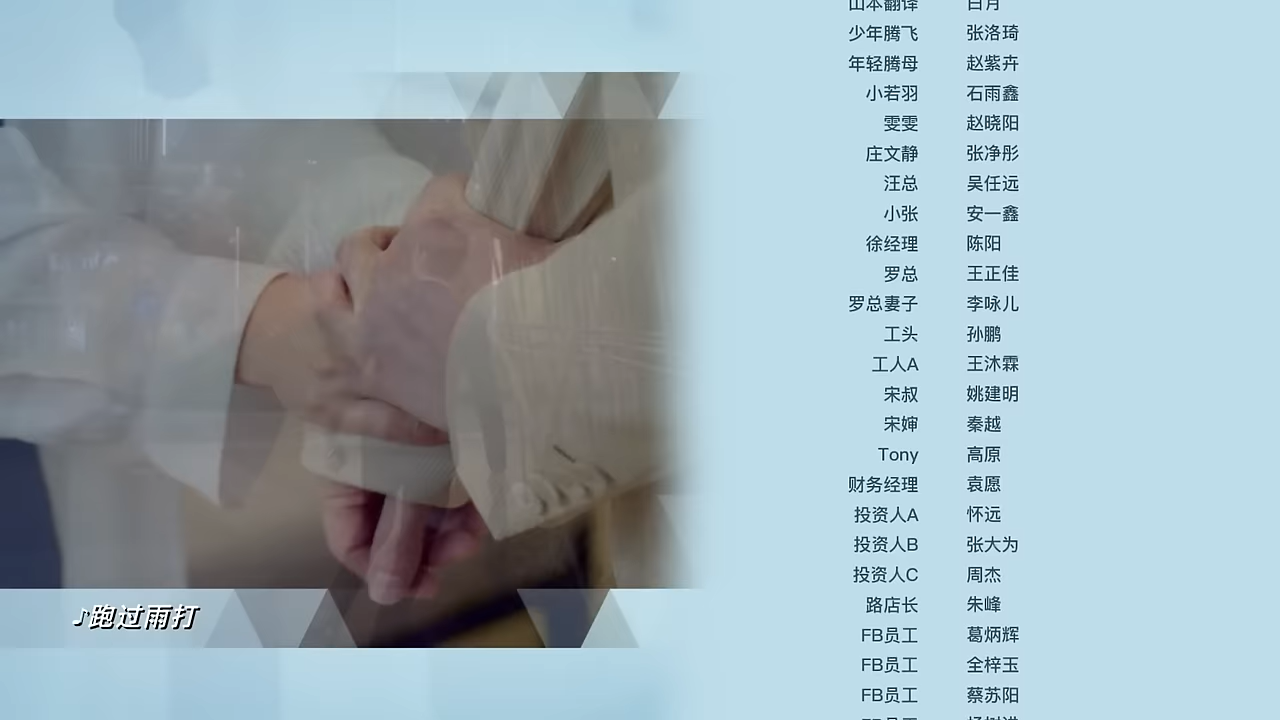 山本翻译 白月
少年腾飞 张洛琦
年轻腾母 赵紫卉
小若羽 石雨鑫
雯雯 赵晓阳
庄文静 张净彤
汪总 吴任远
小张 安一鑫
徐经理 陈阳
罗总 王正佳
罗总妻子 李咏儿
工头 孙鹏
工人A 王沐霖
宋叔 姚建明
宋婶 秦越
Tony 高原
财务经理 袁愿
投资人A 怀远
投资人B 张大为
投资人C 周杰
路店长 朱峰
♪跑过雨打
FB员工 葛炳辉
FB员工 全梓玉
FB员工 蔡苏阳